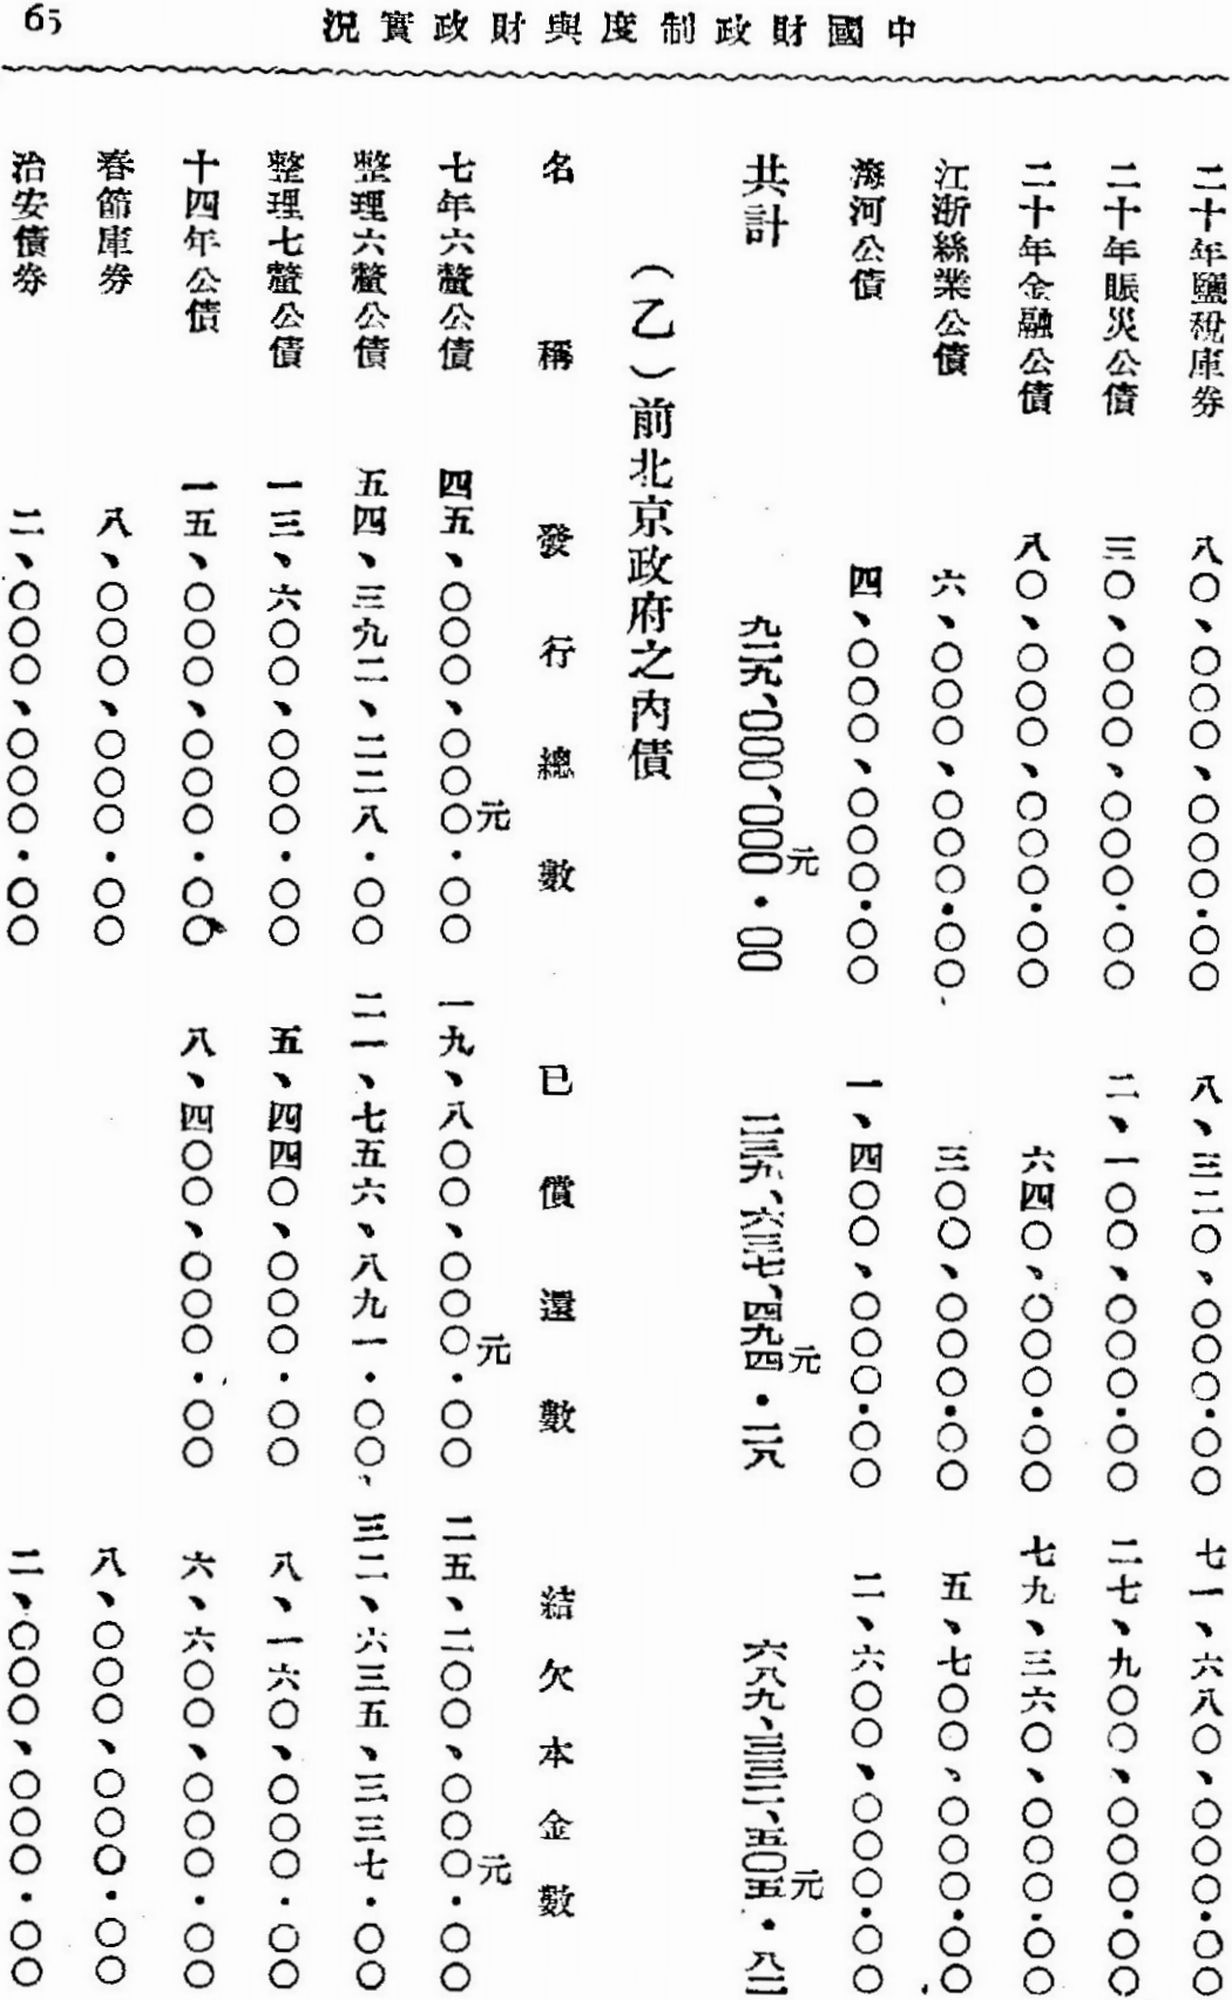 65
中國財政制度與財政實況
二十年鹽稅庫券 八〇、〇〇〇、〇〇〇.〇〇 八、三二〇、〇〇〇.〇〇 七一、六八〇、〇〇〇.〇〇
二十年賑災公債 三〇、〇〇〇、〇〇〇.〇〇 二、一〇〇、〇〇〇.〇〇 二七、九〇〇、〇〇〇.〇〇
二十年金融公債 八〇、〇〇〇、〇〇〇.〇〇 六四〇、〇〇〇.〇〇 七九、三六〇、〇〇〇.〇〇
江浙絲業公債 六、〇〇〇、〇〇〇.〇〇 三〇〇、〇〇〇.〇〇 五、七〇〇、〇〇〇.〇〇
海河公債 四、〇〇〇、〇〇〇.〇〇 一、四〇〇、〇〇〇.〇〇 二、六〇〇、〇〇〇.〇〇
共計 九二九、〇〇〇、〇〇〇元.〇〇 二三九、六三七、四九四元.二八 六八九、三三二、五〇五元.八二
(乙)前北京政府之內債
名稱 發行總數 已償還數 結欠本金數
七年六釐公債 四五、〇〇〇、〇〇〇元.〇〇 一九、八〇〇、〇〇〇元.〇〇 二五、二〇〇、〇〇〇元.〇〇
整理六釐公債 五四、三九二、二二八.〇〇 二一、七五六、八九一.〇〇 三二、六三五、三三七.〇〇
整理七釐公債 一三、六〇〇、〇〇〇.〇〇 五、四四〇、〇〇〇.〇〇 八、一六〇、〇〇〇.〇〇
十四年公債 一五、〇〇〇、〇〇〇.〇〇 八、四〇〇、〇〇〇.〇〇 六、六〇〇、〇〇〇.〇〇
春節庫券 八、〇〇〇、〇〇〇.〇〇 八、〇〇〇、〇〇〇.〇〇
治安債券 二、〇〇〇、〇〇〇.〇〇 二、〇〇〇、〇〇〇.〇〇